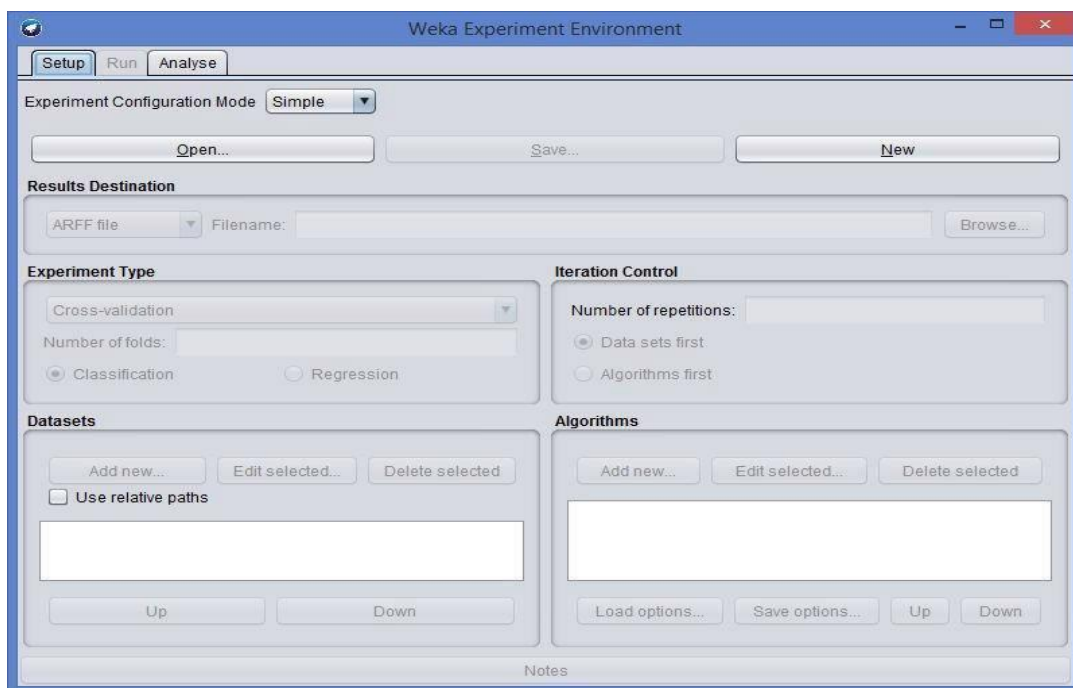 Weka Experiment Environment
Setup Run Analyse
Experiment Configuration Mode Simple
Open... Save... New
Results Destination
ARFF file Filename: Browse...
Experiment Type
Cross-validation
Number of folds:
Classification Regression
Iteration Control
Number of repetitions:
Data sets first
Algorithms first
Datasets
Add new... Edit selected... Delete selected
Use relative paths
Up Down
Algorithms
Add new... Edit selected... Delete selected
Load options... Save options... Up Down
Notes